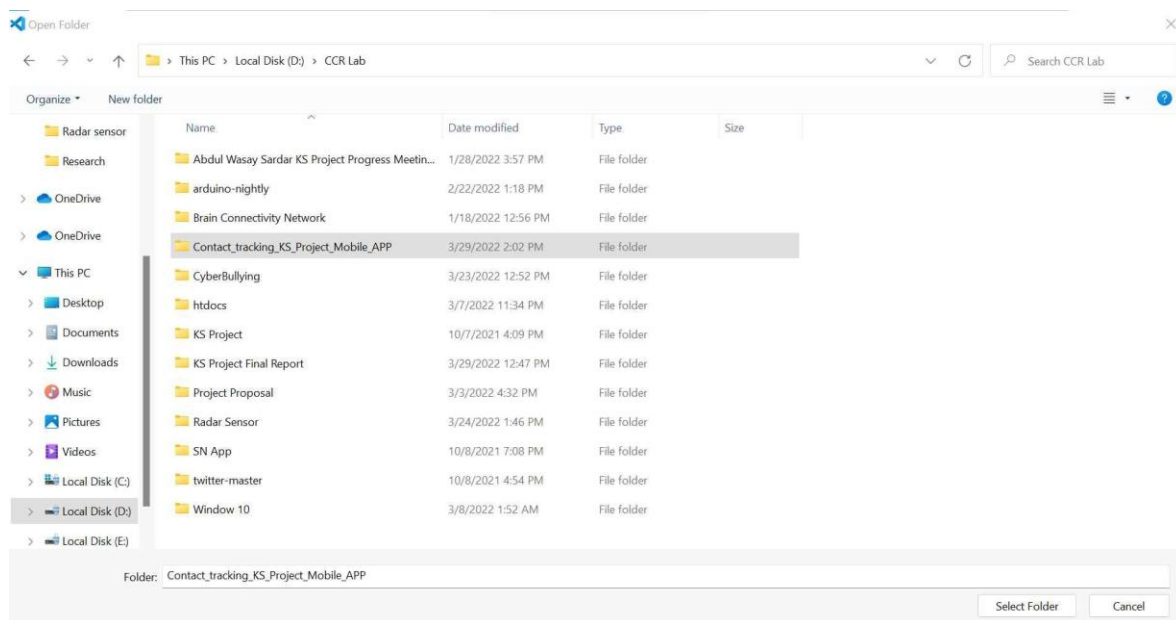 Open Folder
This PC > Local Disk (D:) > CCR Lab
Search CCR Lab
Organize
New folder
Radar sensor
Research
OneDrive
OneDrive
This PC
Desktop
Documents
Downloads
Music
Pictures
Videos
Local Disk (C:)
Local Disk (D:)
Local Disk (E:)
Name Date modified Type Size
Abdul Wasay Sardar KS Project Progress Meetin... 1/28/2022 3:57 PM File folder
arduino-nightly 2/22/2022 1:18 PM File folder
Brain Connectivity Network 1/18/2022 12:56 PM File folder
Contact_tracking_KS_Project_Mobile_APP 3/29/2022 2:02 PM File folder
CyberBullying 3/23/2022 12:52 PM File folder
htdocs 3/7/2022 11:34 PM File folder
KS Project 10/7/2021 4:09 PM File folder
KS Project Final Report 3/29/2022 12:47 PM File folder
Project Proposal 3/3/2022 4:32 PM File folder
Radar Sensor 3/24/2022 1:46 PM File folder
SN App 10/8/2021 7:08 PM File folder
twitter-master 10/8/2021 4:54 PM File folder
Window 10 3/8/2022 1:52 AM File folder
Folder: Contact_tracking_KS_Project_Mobile_APP
Select Folder
Cancel